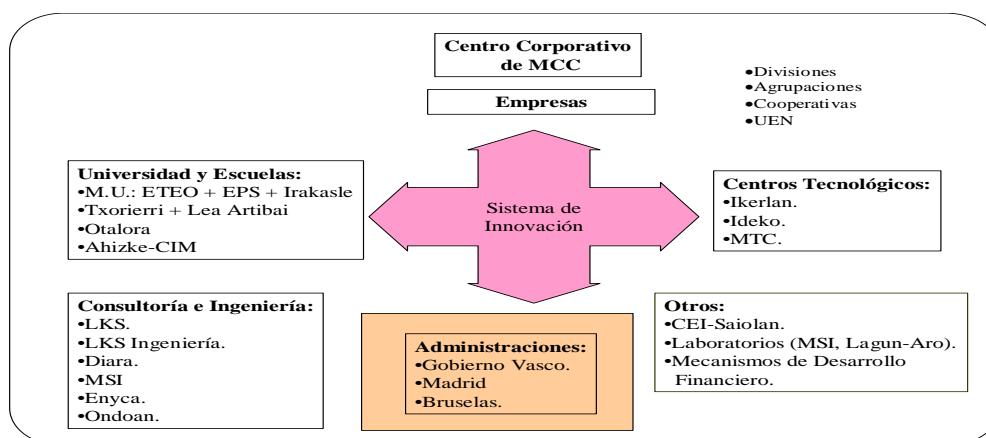 Centro Corporativo
de MCC
Empresas
•Divisiones
•Agrupaciones
•Cooperativas
•UEN
Universidad y Escuelas:
•M.U.: ETEO + EPS + Irakasle
•Txorierri + Lea Artibai
•Otalora
•Ahizke-CIM
Sistema de
Innovación
Centros Tecnológicos:
•Ikerlan.
•Ideko.
•MTC.
Consultoría e Ingeniería:
•LKS.
•LKS Ingeniería.
•Diara.
•MSI
•Enyca.
•Ondoan.
Administraciones:
•Gobierno Vasco.
•Madrid
•Bruselas.
Otros:
•CEI-Saiolan.
•Laboratorios (MSI, Lagun-Aro).
•Mecanismos de Desarrollo
Financiero.